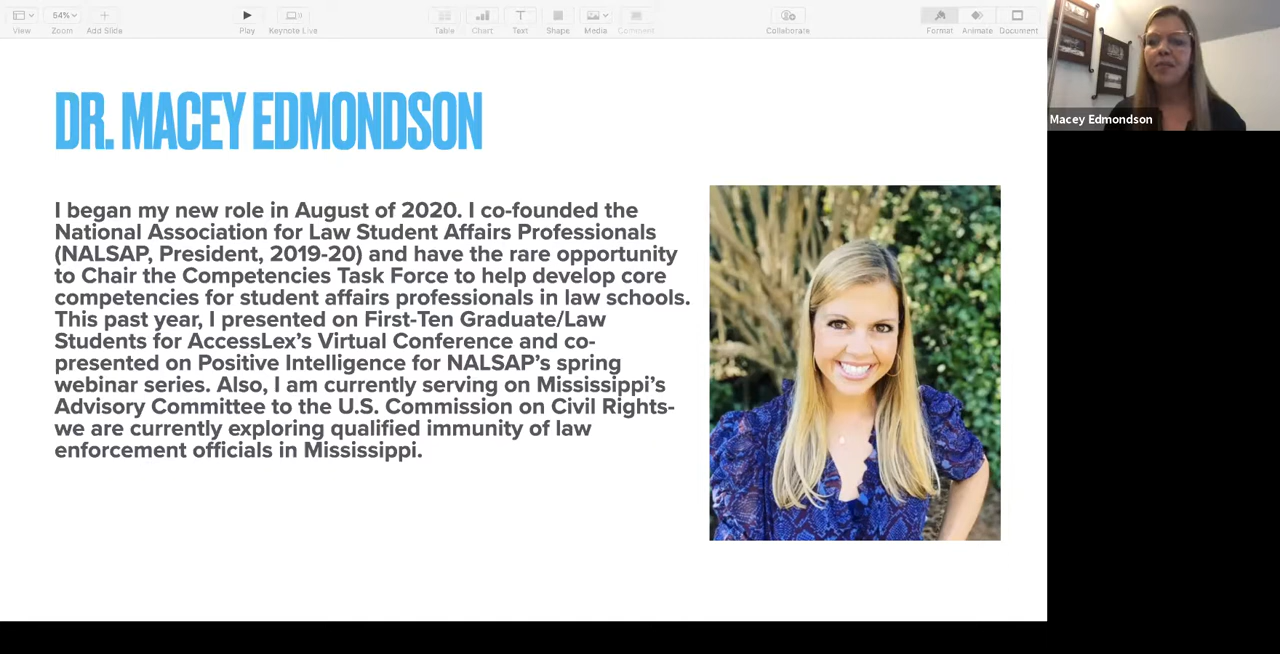 54%
View
Zoom
Add Slide
Play
Keynote Live
Table
Chart
Text
Shape
Media
Comment
Collaborate
Format
Animate
Document
Macey Edmondson
DR. MACEY EDMONDSON
I began my new role in August of 2020. I co-founded the
National Association for Law Student Affairs Professionals
(NALSAP, President, 2019-20) and have the rare opportunity
to Chair the Competencies Task Force to help develop core
competencies for student affairs professionals in law schools.
This past year, I presented on First-Ten Graduate/Law
Students for AccessLex’s Virtual Conference and co-
presented on Positive Intelligence for NALSAP’s spring
webinar series. Also, I am currently serving on Mississippi’s
Advisory Committee to the U.S. Commission on Civil Rights-
we are currently exploring qualified immunity of law
enforcement officials in Mississippi.